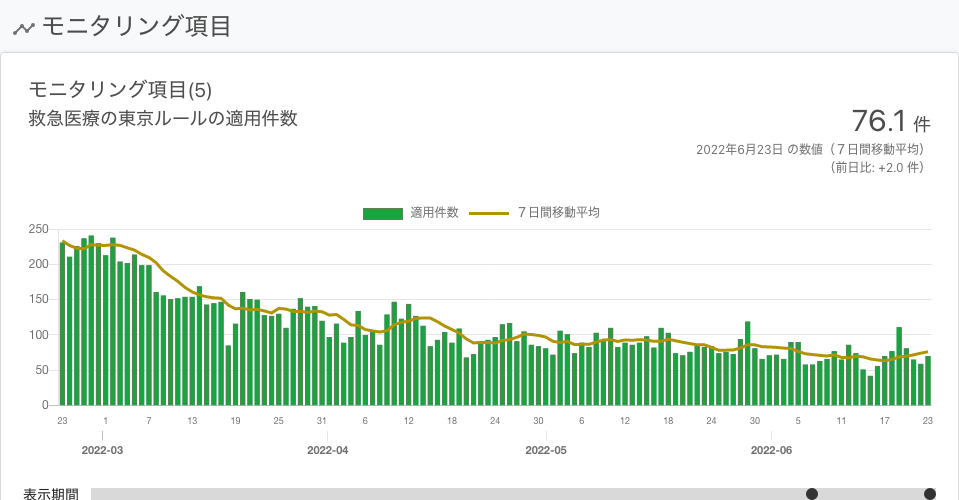 モニタリング項目
モニタリング項目(5)
救急医療の東京ルールの適用件数
76.1 件
2022年6月23日 の数値（７日間移動平均）
（前日比: +2.0 件）
適用件数 ７日間移動平均
250
200
150
100
50
0
23 1 7 13 19 25 31 6 12 18 24 30 6 12 18 24 30 5 11 17 23
2022-03 2022-04 2022-05 2022-06
表示期間